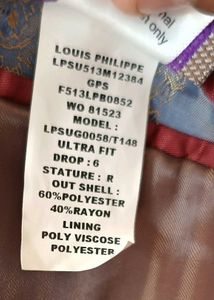 only
LOUIS PHILIPPE
LPSU513M12384
GPS
F513LPB0852
WO 81523
MODEL :
LPSUG0058/T148
ULTRA FIT
DROP : 6
STATURE : R
OUT SHELL :
60%POLYESTER
40%RAYON
LINING
POLY VISCOSE
POLYESTER